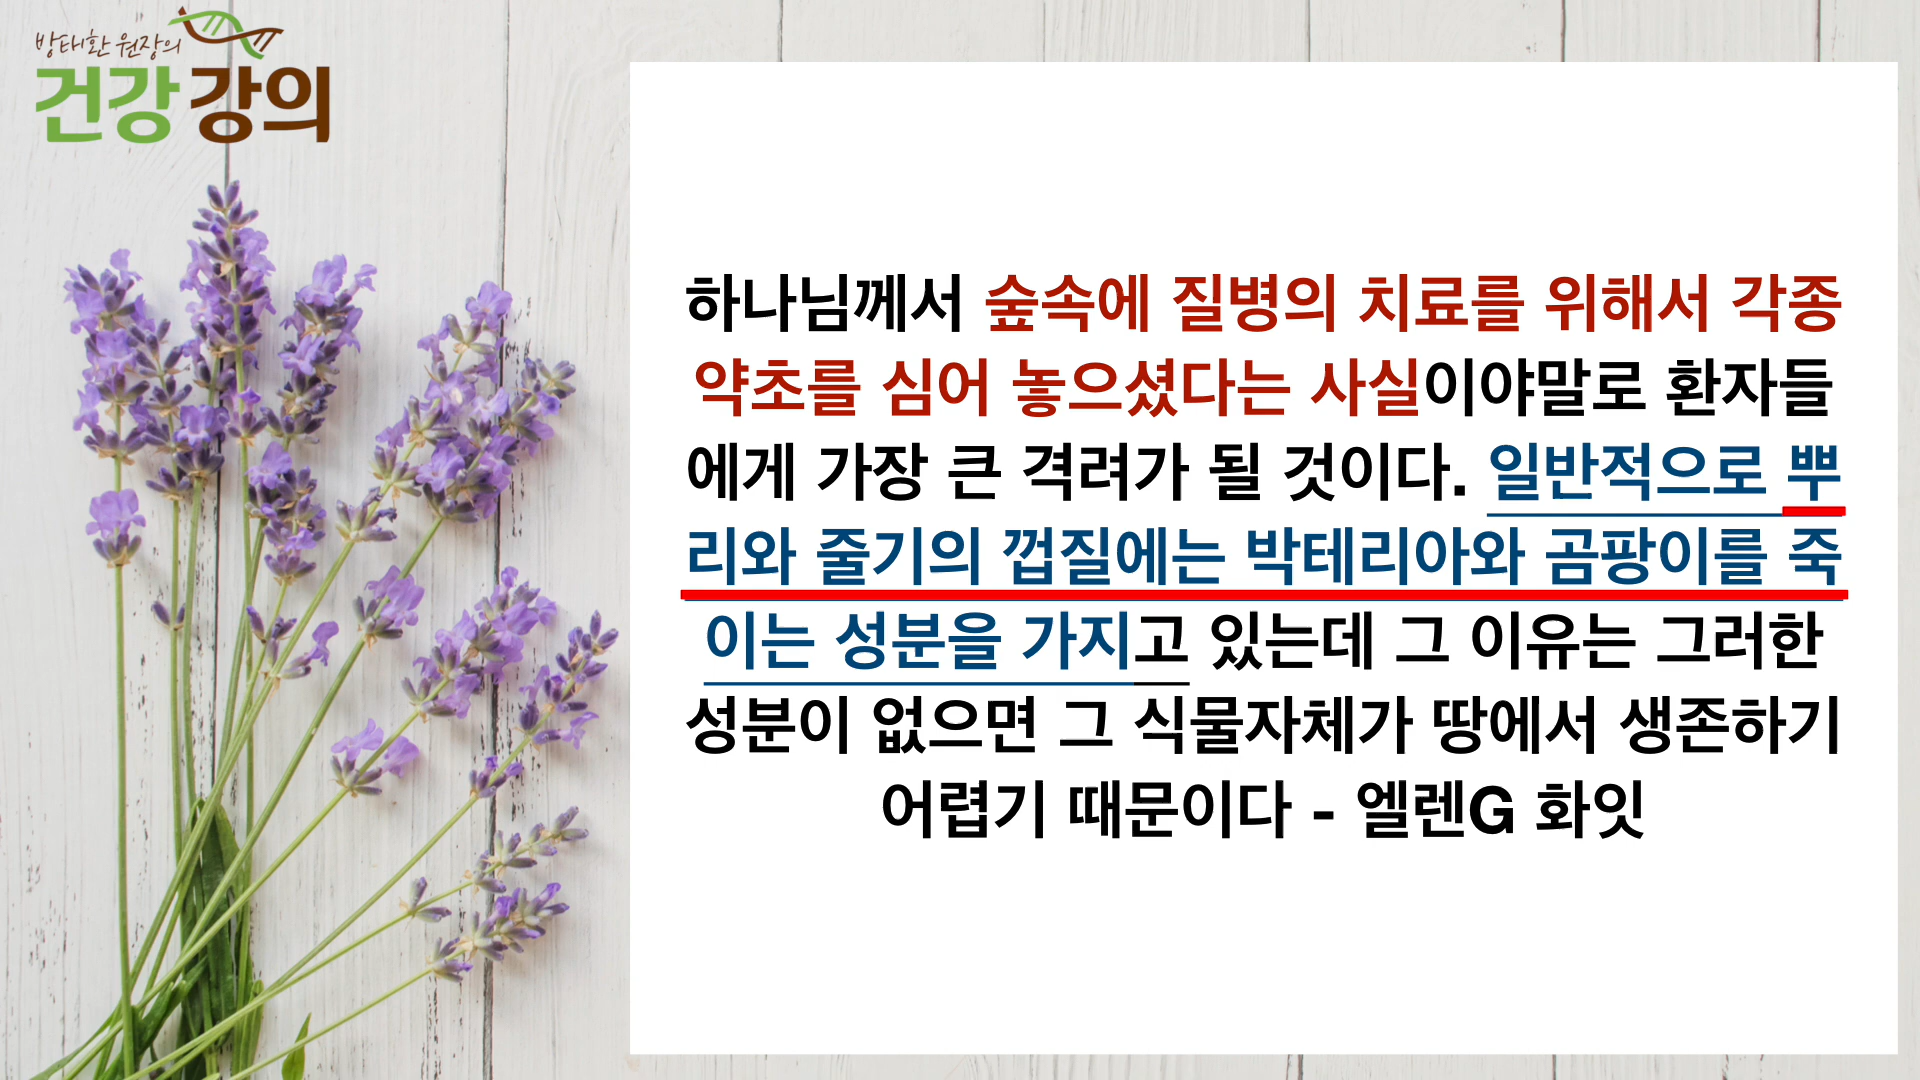 방태환 원장의
건강 강의
하나님께서 숲속에 질병의 치료를 위해서 각종
약초를 심어 놓으셨다는 사실이야말로 환자들
에게 가장 큰 격려가 될 것이다. 일반적으로 뿌
리와 줄기의 껍질에는 박테리아와 곰팡이를 죽
이는 성분을 가지고 있는데 그 이유는 그러한
성분이 없으면 그 식물자체가 땅에서 생존하기
어렵기 때문이다 - 엘렌G 화잇